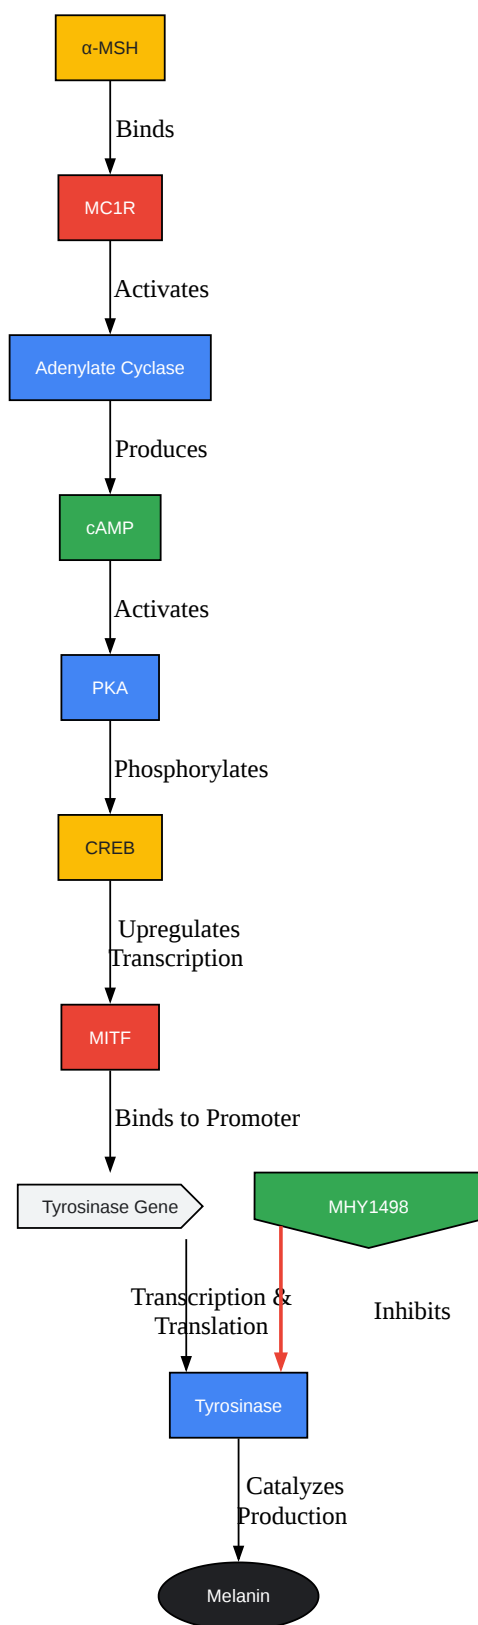 α-MSH
Binds
MC1R
Activates
Adenylate Cyclase
Produces
cAMP
Activates
PKA
Phosphorylates
CREB
Upregulates
Transcription
MITF
Binds to Promoter
Tyrosinase Gene
MHY1498
Transcription &
Translation
Inhibits
Tyrosinase
Catalyzes
Production
Melanin